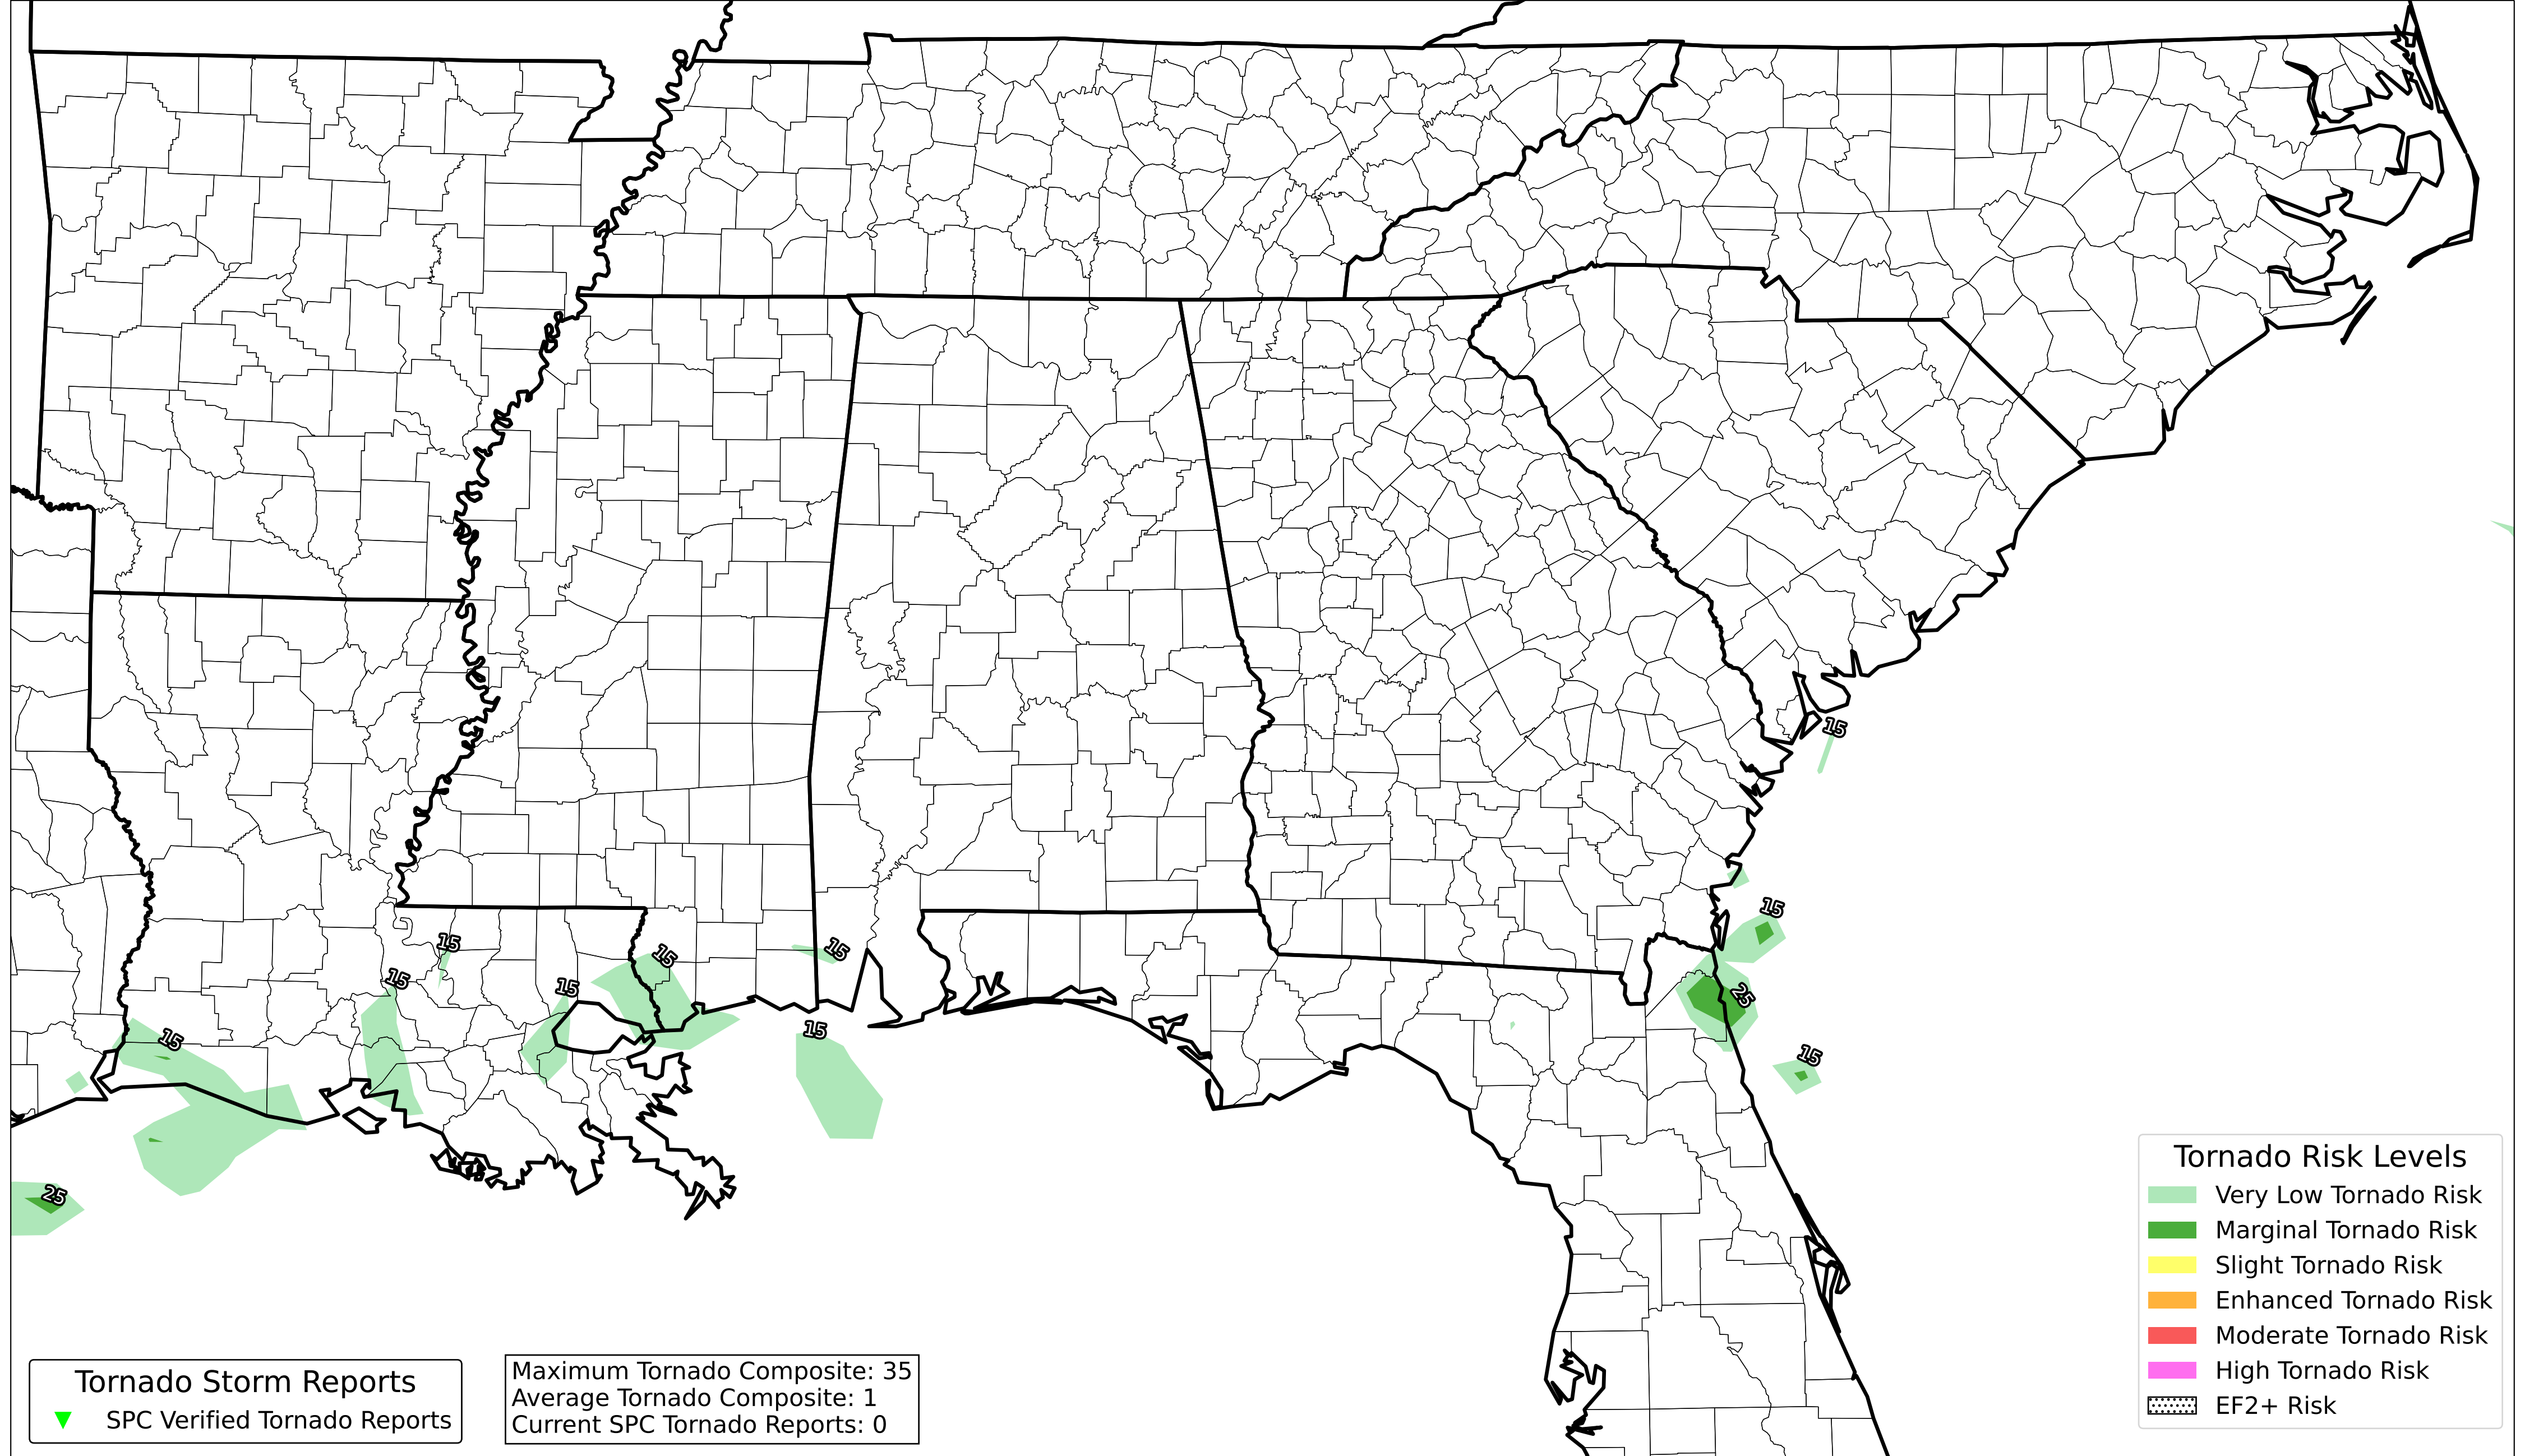 15
15
15
15
15
15
15
15
25
15
15
15
25
Tornado Risk Levels
Very Low Tornado Risk
Marginal Tornado Risk
Slight Tornado Risk
Enhanced Tornado Risk
Moderate Tornado Risk
High Tornado Risk
EF2+ Risk
Tornado Storm Reports
SPC Verified Tornado Reports
Maximum Tornado Composite: 35
Average Tornado Composite: 1
Current SPC Tornado Reports: 0